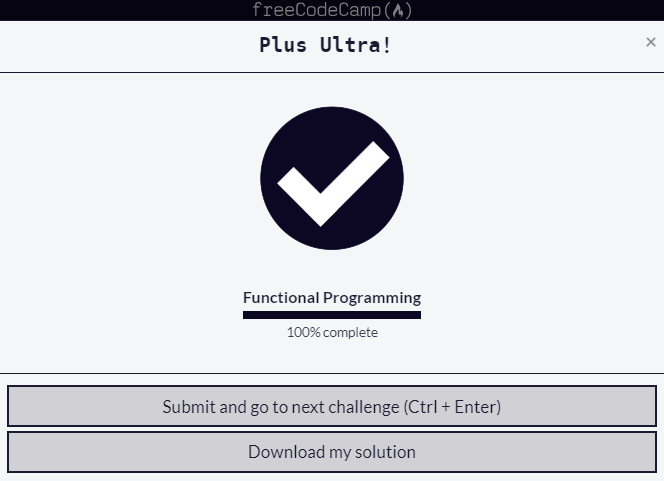 freeCodeCamp(🔥)
Plus Ultra!
×
Functional Programming
100% complete
Submit and go to next challenge (Ctrl + Enter)
Download my solution